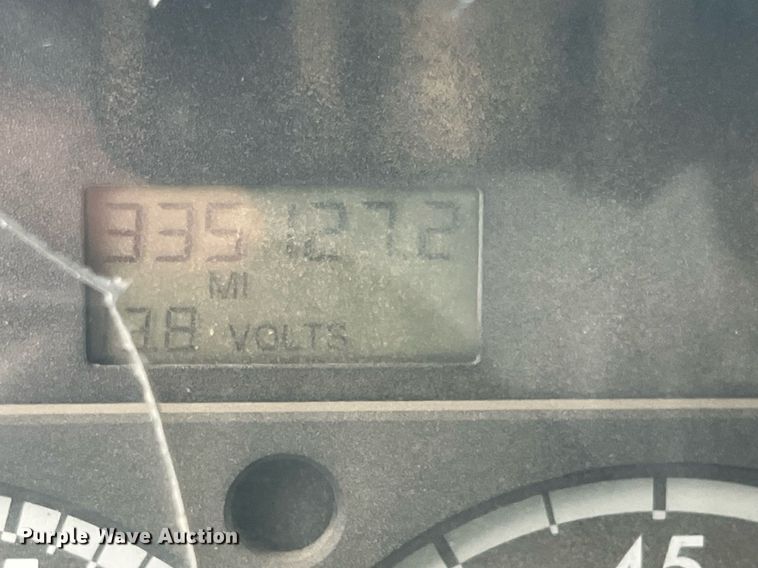 335127.2
MI
13.8 VOLTS
45
Purple Wave Auction